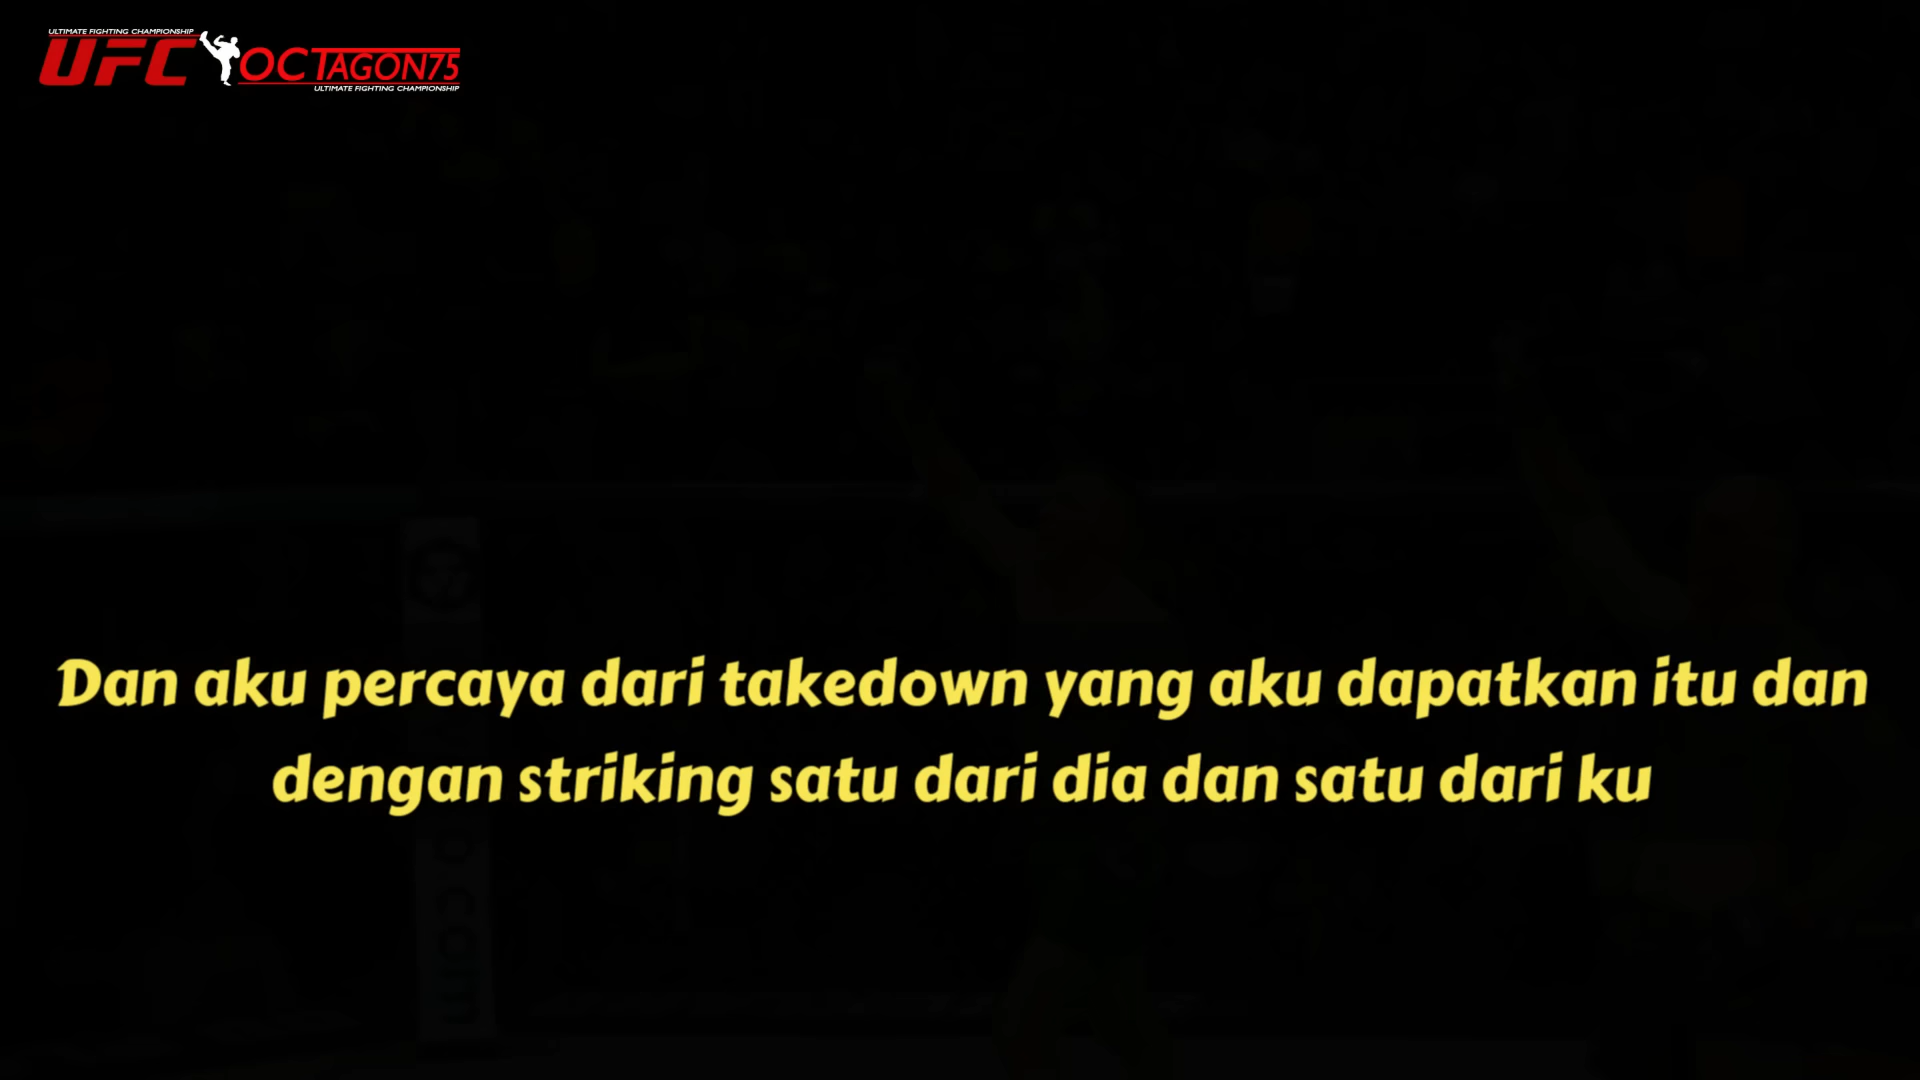 ULTIMATE FIGHTING CHAMPIONSHIP
UFC OCTAGON75
ULTIMATE FIGHTING CHAMPIONSHIP
Dan aku percaya dari takedown yang aku dapatkan itu dan
dengan striking satu dari dia dan satu dari ku